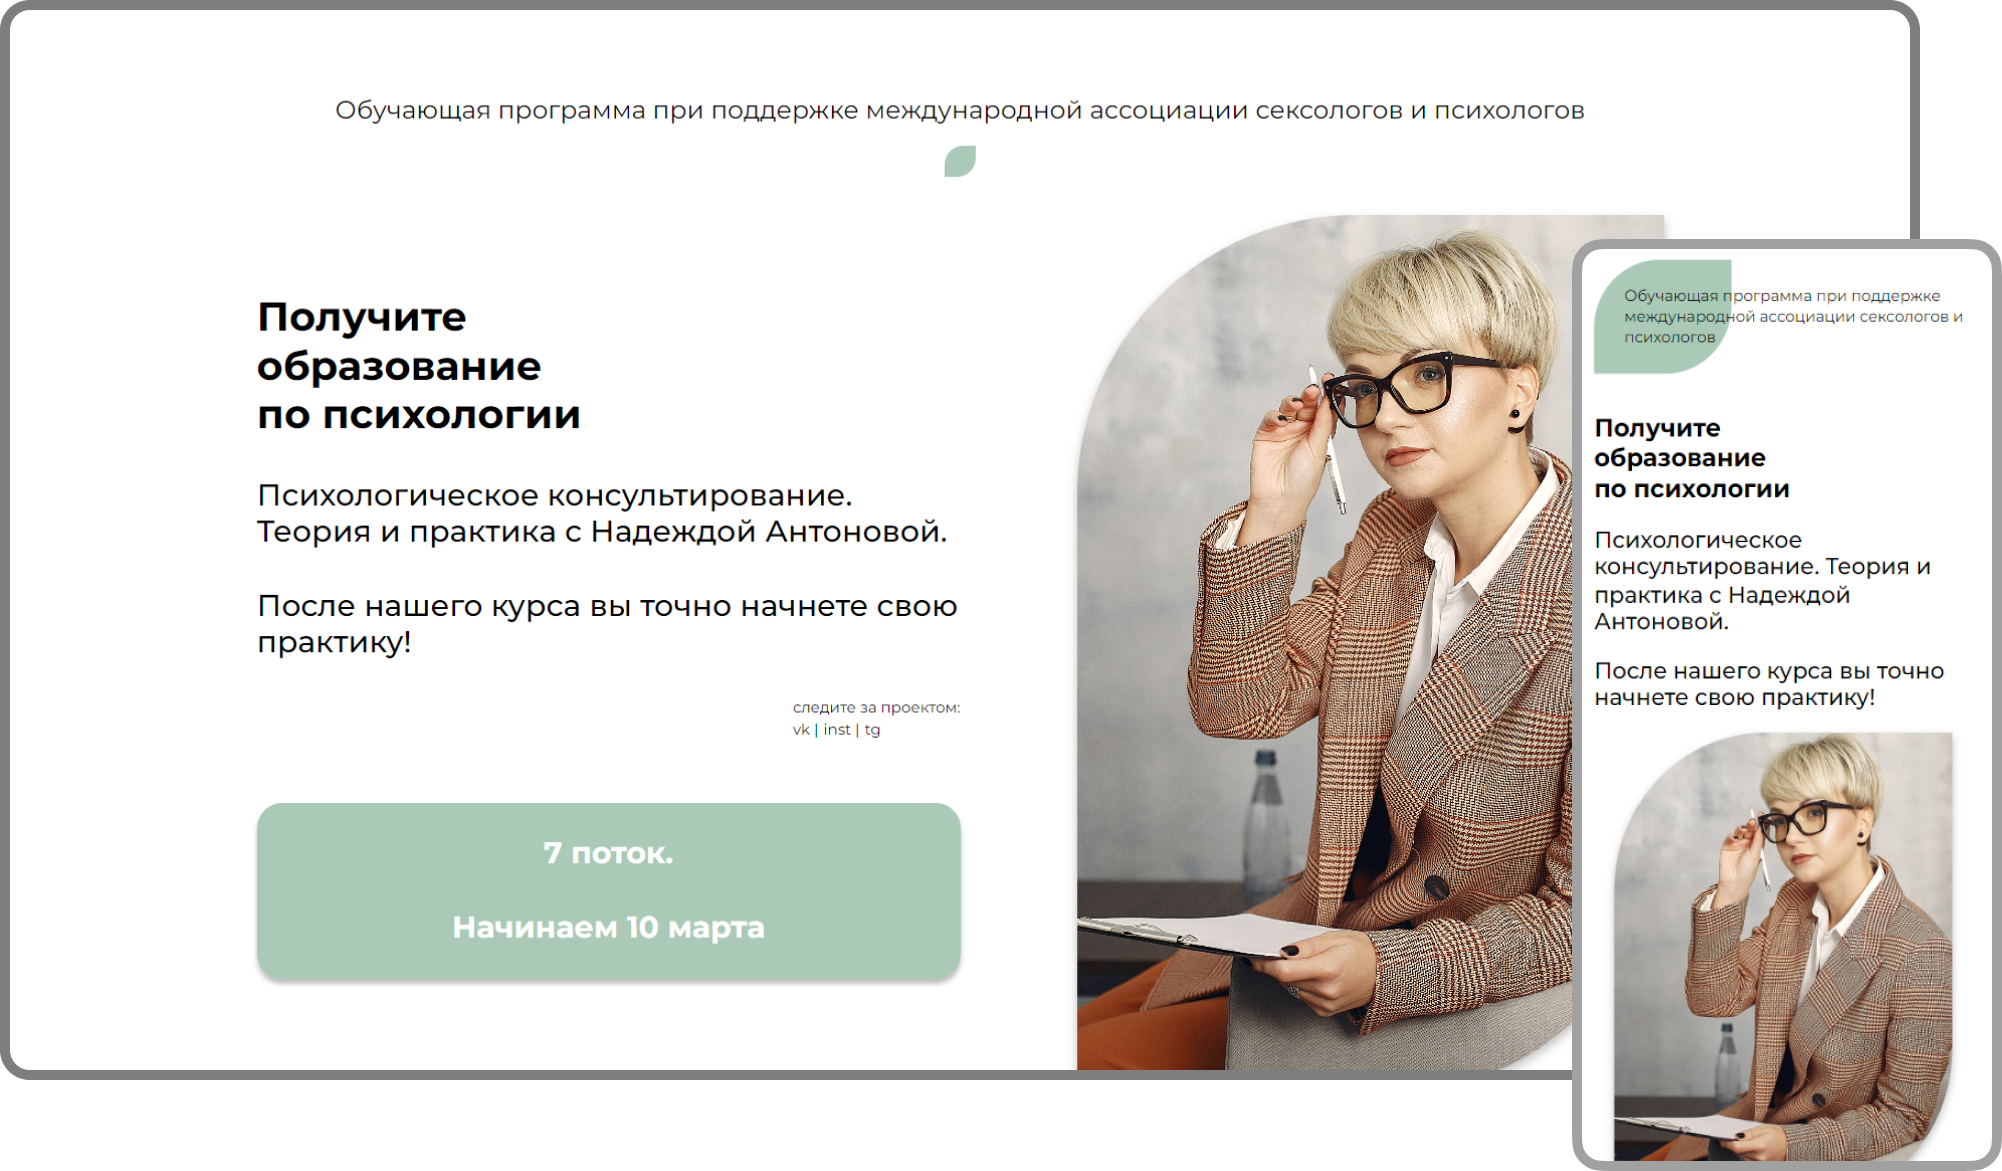 Обучающая программа при поддержке международной ассоциации сексологов и психологов
Получите
образование
по психологии
Психологическое консультирование.
Теория и практика с Надеждой Антоновой.
После нашего курса вы точно начнете свою
практику!
следите за проектом:
vk | inst | tg
7 поток.
Начинаем 10 марта
Обучающая программа при поддержке
международной ассоциации сексологов и
психологов
Получите
образование
по психологии
Психологическое
консультирование. Теория и
практика с Надеждой
Антоновой.
После нашего курса вы точно
начнете свою практику!